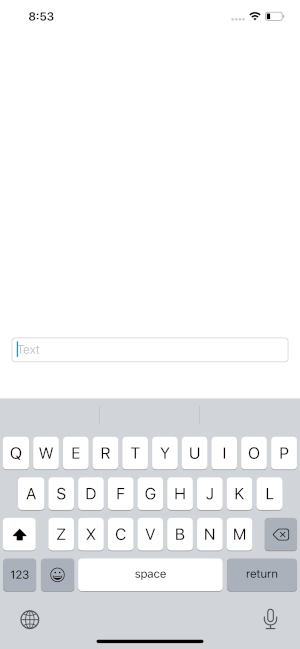 8:53
Text
Q W E R T Y U I O P
A S D F G H J K L
Z X C V B N M
123 space return